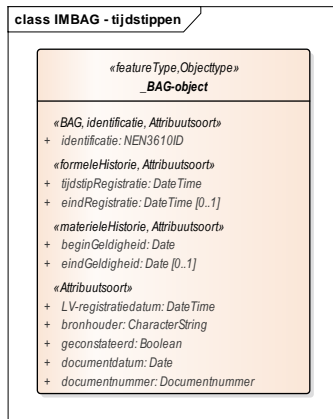 class IMBAG - tijdstippen
«featureType,Objecttype»
_BAG-object
«BAG, identificatie, Attribuutsoort»
+ identificatie: NEN3610ID
«formeleHistorie, Attribuutsoort»
+ tijdstipRegistratie: DateTime
+ eindRegistratie: DateTime [0..1]
«materieleHistorie, Attribuutsoort»
+ beginGeldigheid: Date
+ eindGeldigheid: Date [0..1]
«Attribuutsoort»
+ LV-registratiedatum: DateTime
+ bronhouder: CharacterString
+ geconstateerd: Boolean
+ documentdatum: Date
+ documentnummer: Documentnummer